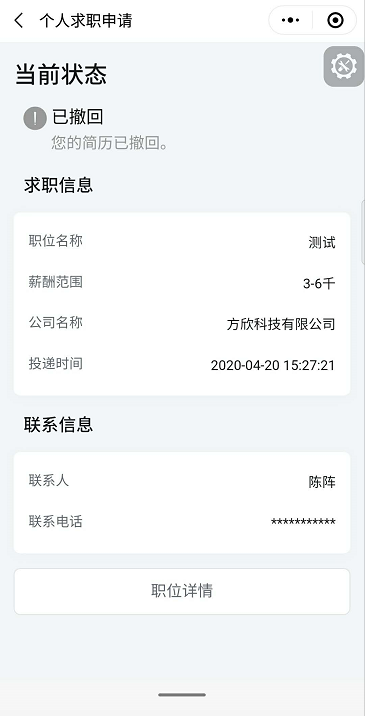 个人求职申请
当前状态
已撤回
您的简历已撤回。
求职信息
职位名称 测试
薪酬范围 3-6千
公司名称 方欣科技有限公司
投递时间 2020-04-20 15:27:21
联系信息
联系人 陈阵
联系电话 ***********
职位详情